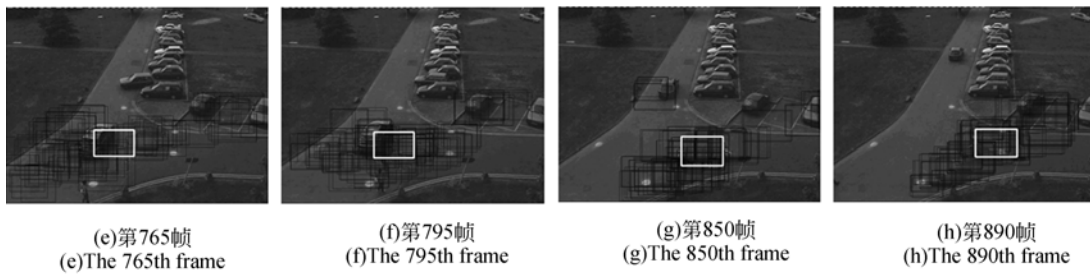 (e)第765帧
(e)The 765th frame
(f)第795帧
(f)The 795th frame
(g)第850帧
(g)The 850th frame
(h)第890帧
(h)The 890th frame